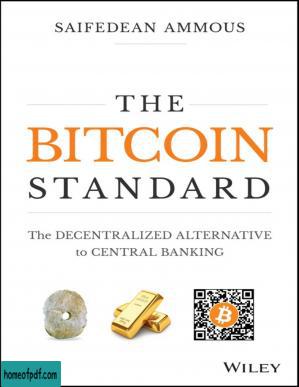 SAIFEDEAN AMMOUS
THE
BITCOIN
STANDARD
The DECENTRALIZED ALTERNATIVE
to CENTRAL BANKING
WILEY
homeofpdf.com